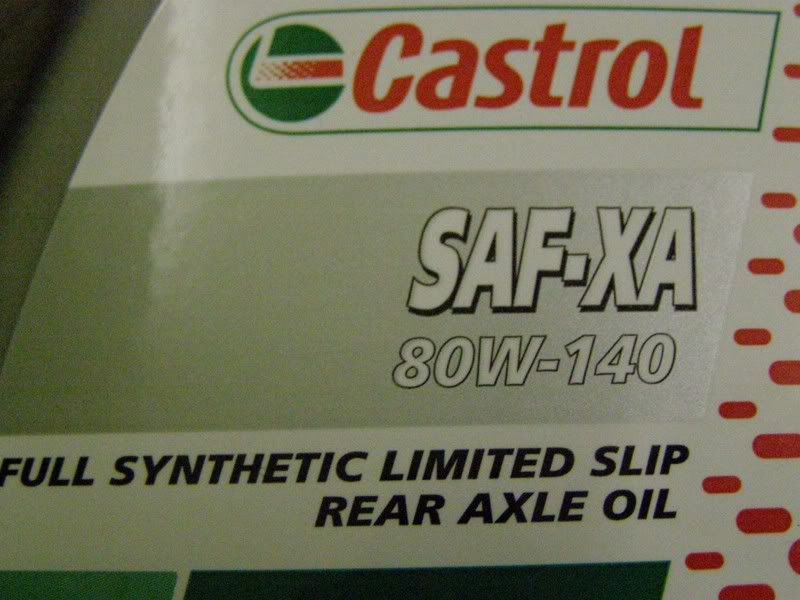 Castrol
SAF-XA
80W-140
FULL SYNTHETIC LIMITED SLIP
REAR AXLE OIL